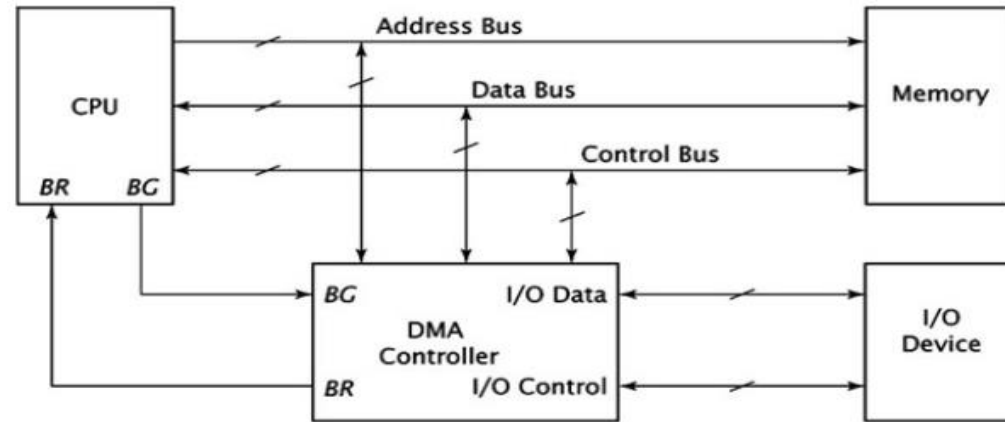 Address Bus
CPU
Data Bus
Memory
Control Bus
BR BG
BG I/O Data
DMA
Controller
BR I/O Control
I/O
Device